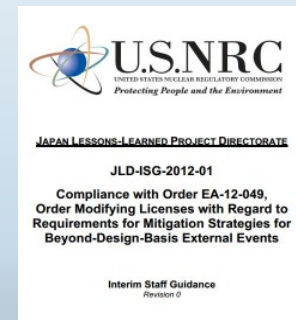 U.S.NRC
UNITED STATES NUCLEAR REGULATORY COMMISSION
Protecting People and the Environment
JAPAN LESSONS-LEARNED PROJECT DIRECTORATE
JLD-ISG-2012-01
Compliance with Order EA-12-049,
Order Modifying Licenses with Regard to
Requirements for Mitigation Strategies for
Beyond-Design-Basis External Events
Interim Staff Guidance
Revision 0